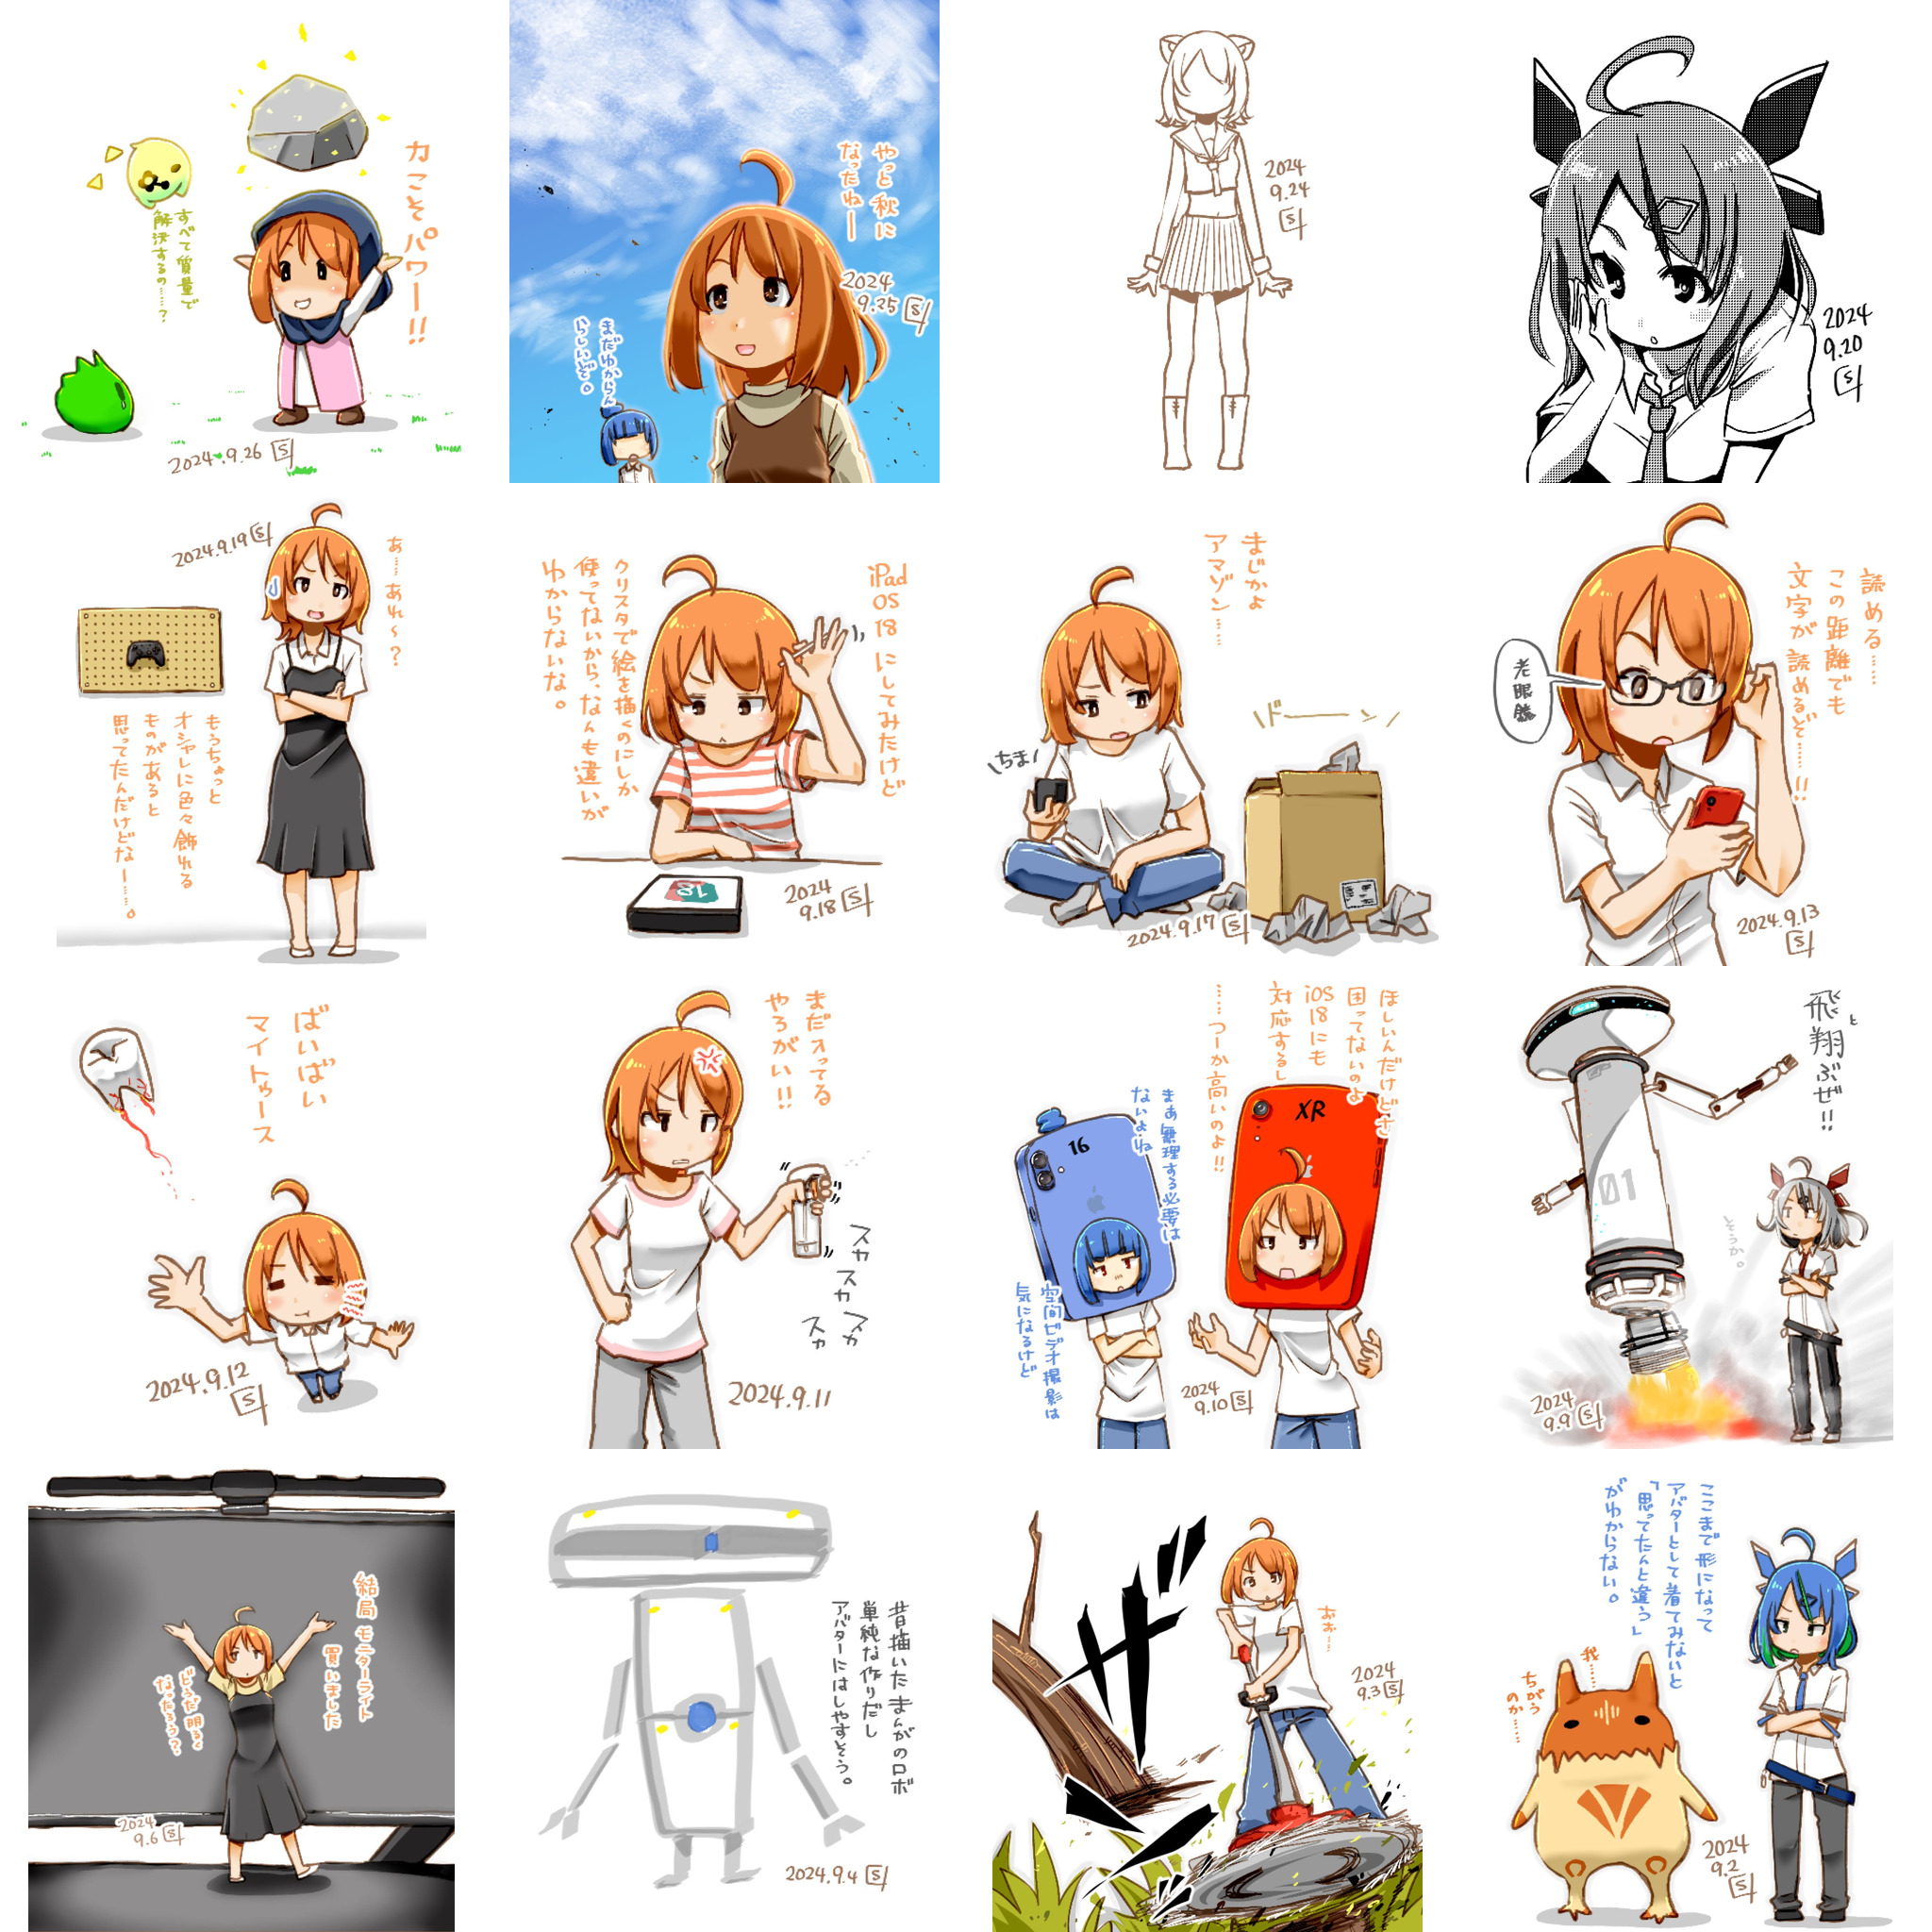 力こそパワー!!
すべて質量で
解決するの……?
2024.9.26 S
やっと秋に
なったねー
2024
9.25 S
まだわからん
らしいぞ。
2024
9.24
S
2024
9.20
S
2024.9.19 S
あ……あれ〜?
もうちょっと
オシャレに色々飾れる
ものがあると
思ってたんだけどなー……。
iPad
OS
18にしてみたけど
クリスタで絵を描くのにしか
使ってないから、なんも違いが
わからないな。
18
2024
9.18 S
まじかよ
アマゾン……
ちま
ドーーン
2024.9.17 S
読める……
この距離でも
文字が読めるぞ……!!
老眼鏡
2024.9.13
S
ばいばい
マイトゥース
2024.9.12
S
まだ入ってる
やろがい!!
スカ
スカ
スカ
スカ
2024.9.11
ほしいんだけどさ
困ってないのよ
iOS
18にも
対応するし
……つーか高いのよ!!
XR
16
まあ無理する必要は
ないよね
空間ビデオ撮影は
気になるけど
2024
9.10 S
飛翔ぶぜ!!
と
01
そうか。
2024
9.9 S
結局モニターライト
買いました
どうだ明るく
なったろう?
2024
9.6 S
昔描いたまんがのロボ
単純な作りだし
アバターにはしやすそう。
2024.9.4 S
ザ
おお…
2024
9.3 S
ここまで形になって
アバターとして着てみないと
「思ってたんと違う」
がわからない。
我……
ちがう
のか……
2024
9.2
S